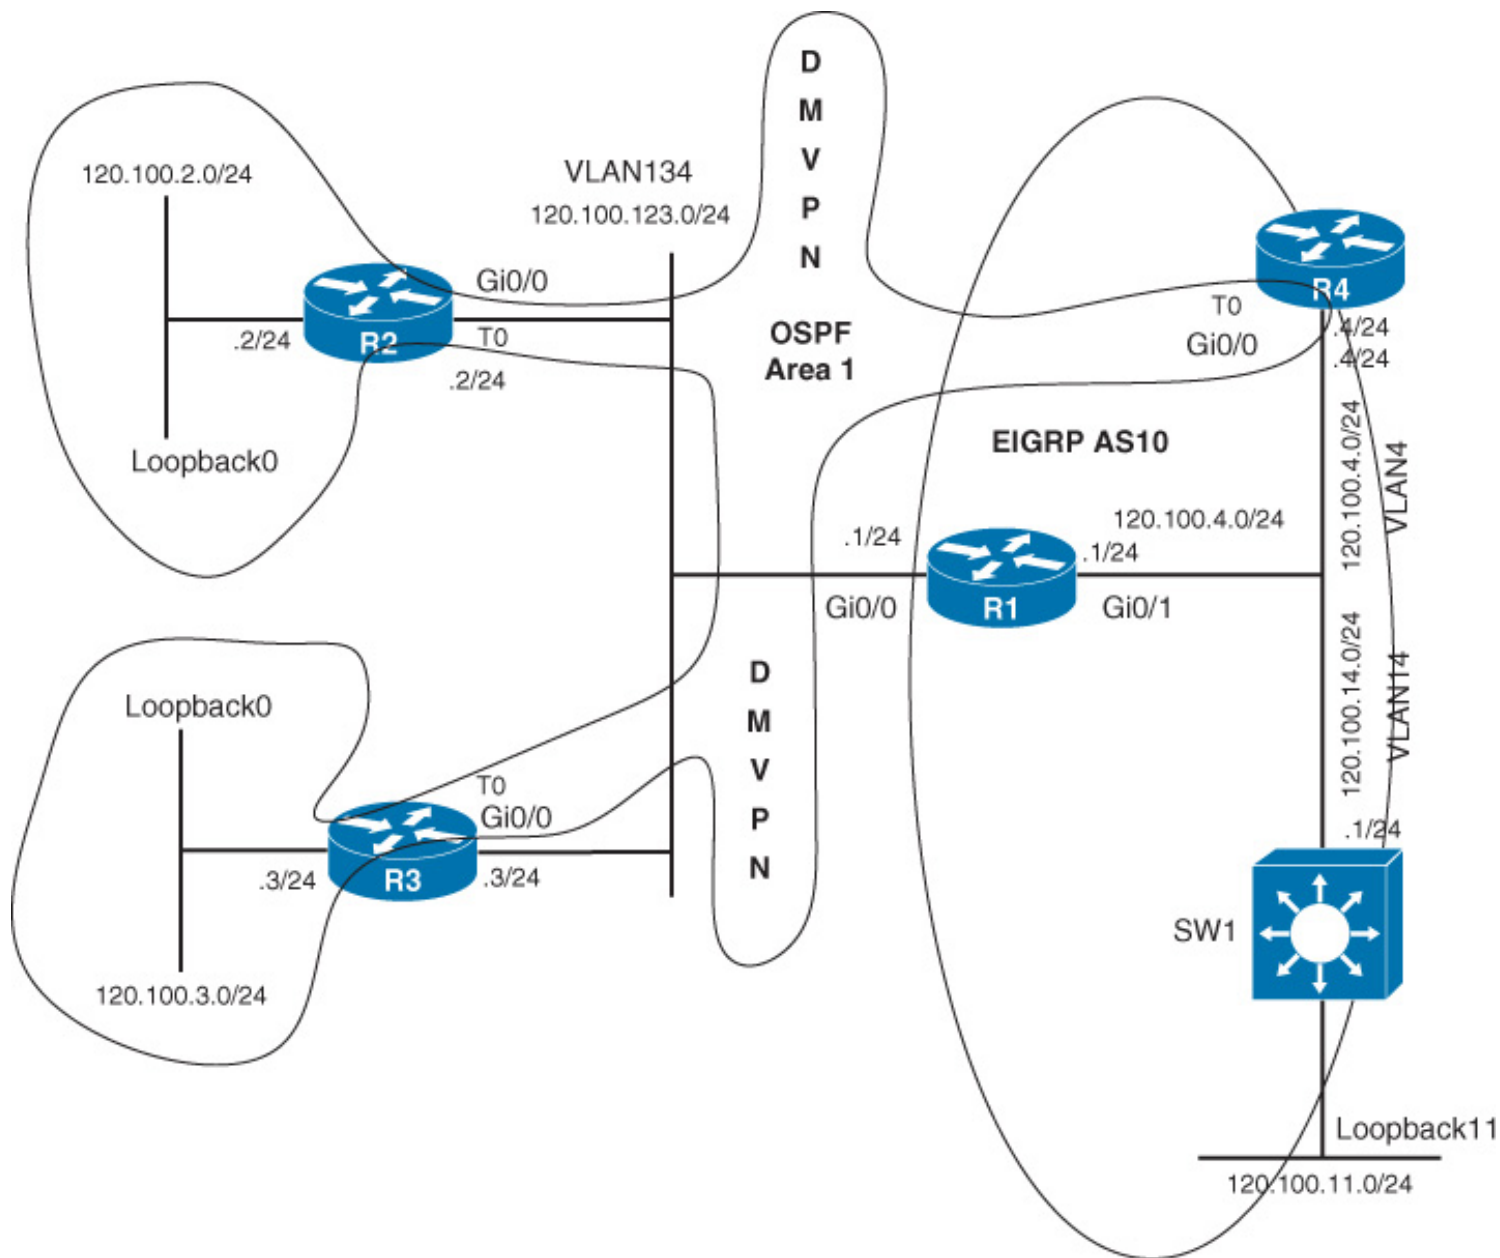 D
M
V
P
N
120.100.2.0/24
VLAN134
120.100.123.0/24
Gi0/0
R2
.2/24
T0
.2/24
Loopback0
OSPF
Area 1
R4
T0
Gi0/0
.4/24
.4/24
120.100.4.0/24
VLAN4
EIGRP AS10
.1/24
120.100.4.0/24
.1/24
R1
Gi0/0
Gi0/1
120.100.14.0/24
VLAN14
D
M
V
P
N
Loopback0
T0
Gi0/0
R3
.3/24
.3/24
120.100.3.0/24
.1/24
SW1
Loopback11
120.100.11.0/24